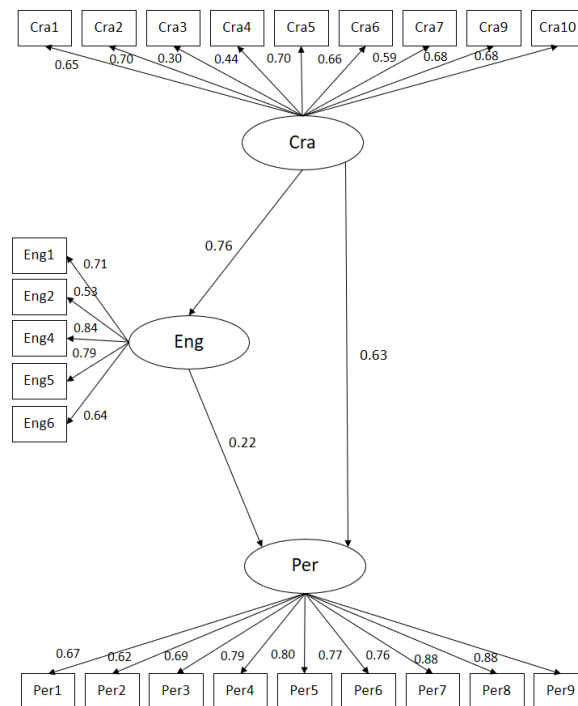 Cra1 Cra2 Cra3 Cra4 Cra5 Cra6 Cra7 Cra9 Cra10
0.65 0.70 0.30 0.44 0.70 0.66 0.59 0.68 0.68
Cra
0.76
Eng1
0.71
Eng2
0.53
Eng4
0.84
Eng5
0.79
Eng6
0.64
Eng
0.63
0.22
Per
0.67 0.62 0.69 0.79 0.80 0.77 0.76 0.88 0.88
Per1 Per2 Per3 Per4 Per5 Per6 Per7 Per8 Per9